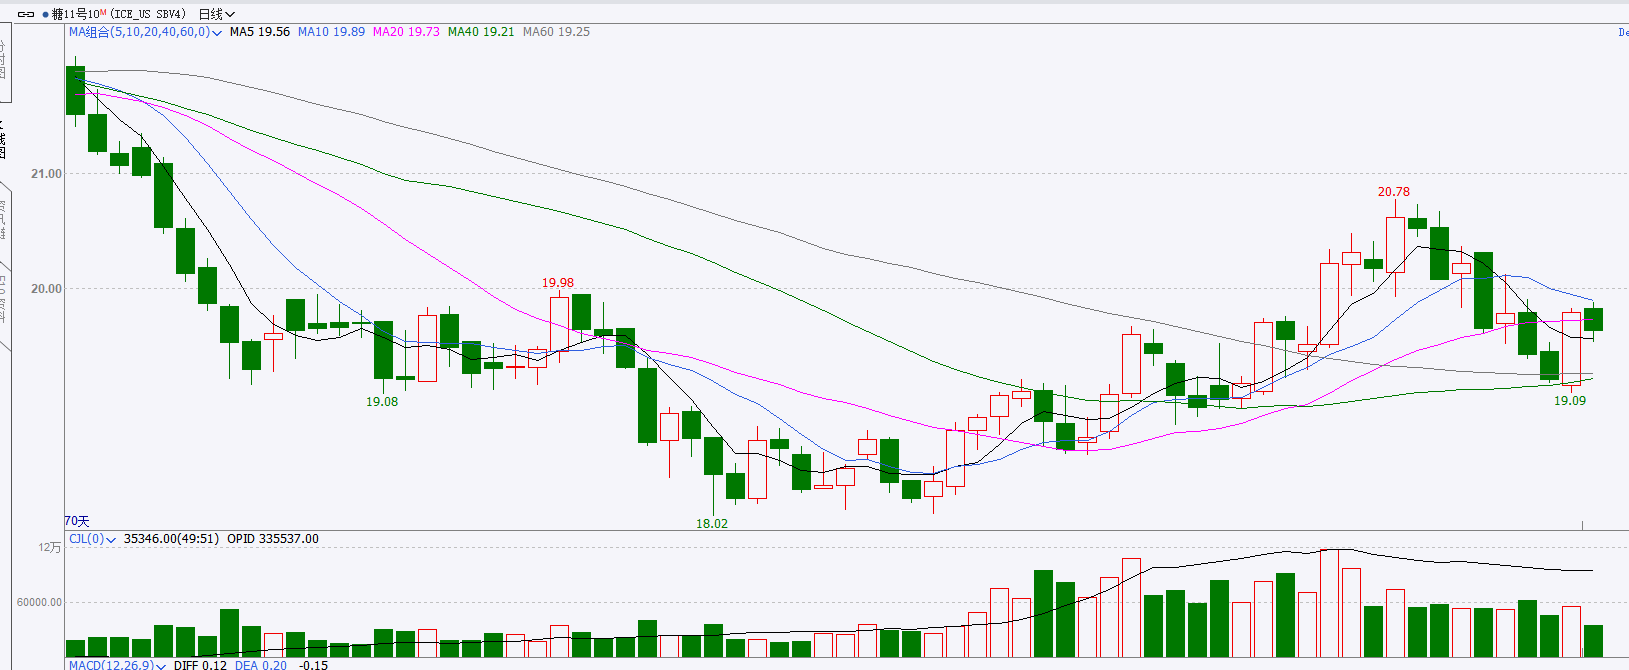 糖11号10M (ICE_US SBV4) 日线
MA组合(5,10,20,40,60,0) MA5 19.56 MA10 19.89 MA20 19.73 MA40 19.21 MA60 19.25
21.00
20.78
20.00
19.98
19.08
19.09
18.02
70天
CJL(0) 35346.00(49:51) OPID 335537.00
12万
60000.00
MACD(12,26,9) DIFF 0.12 DEA 0.20 -0.15